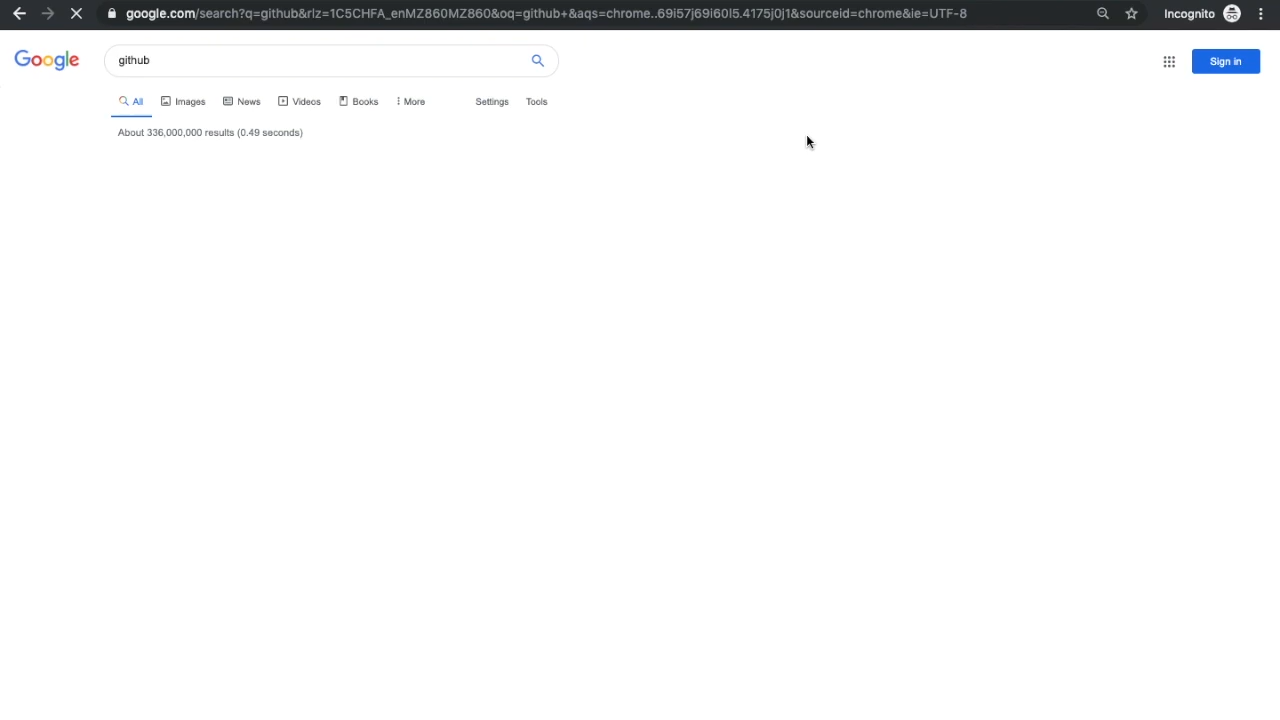 google.com/search?q=github&rlz=1C5CHFA_enMZ860MZ860&oq=github+&aqs=chrome..69i57j69i60l5.4175j0j1&sourceid=chrome&ie=UTF-8
Incognito
Google
github
Sign in
All Images News Videos Books More Settings Tools
About 336,000,000 results (0.49 seconds)